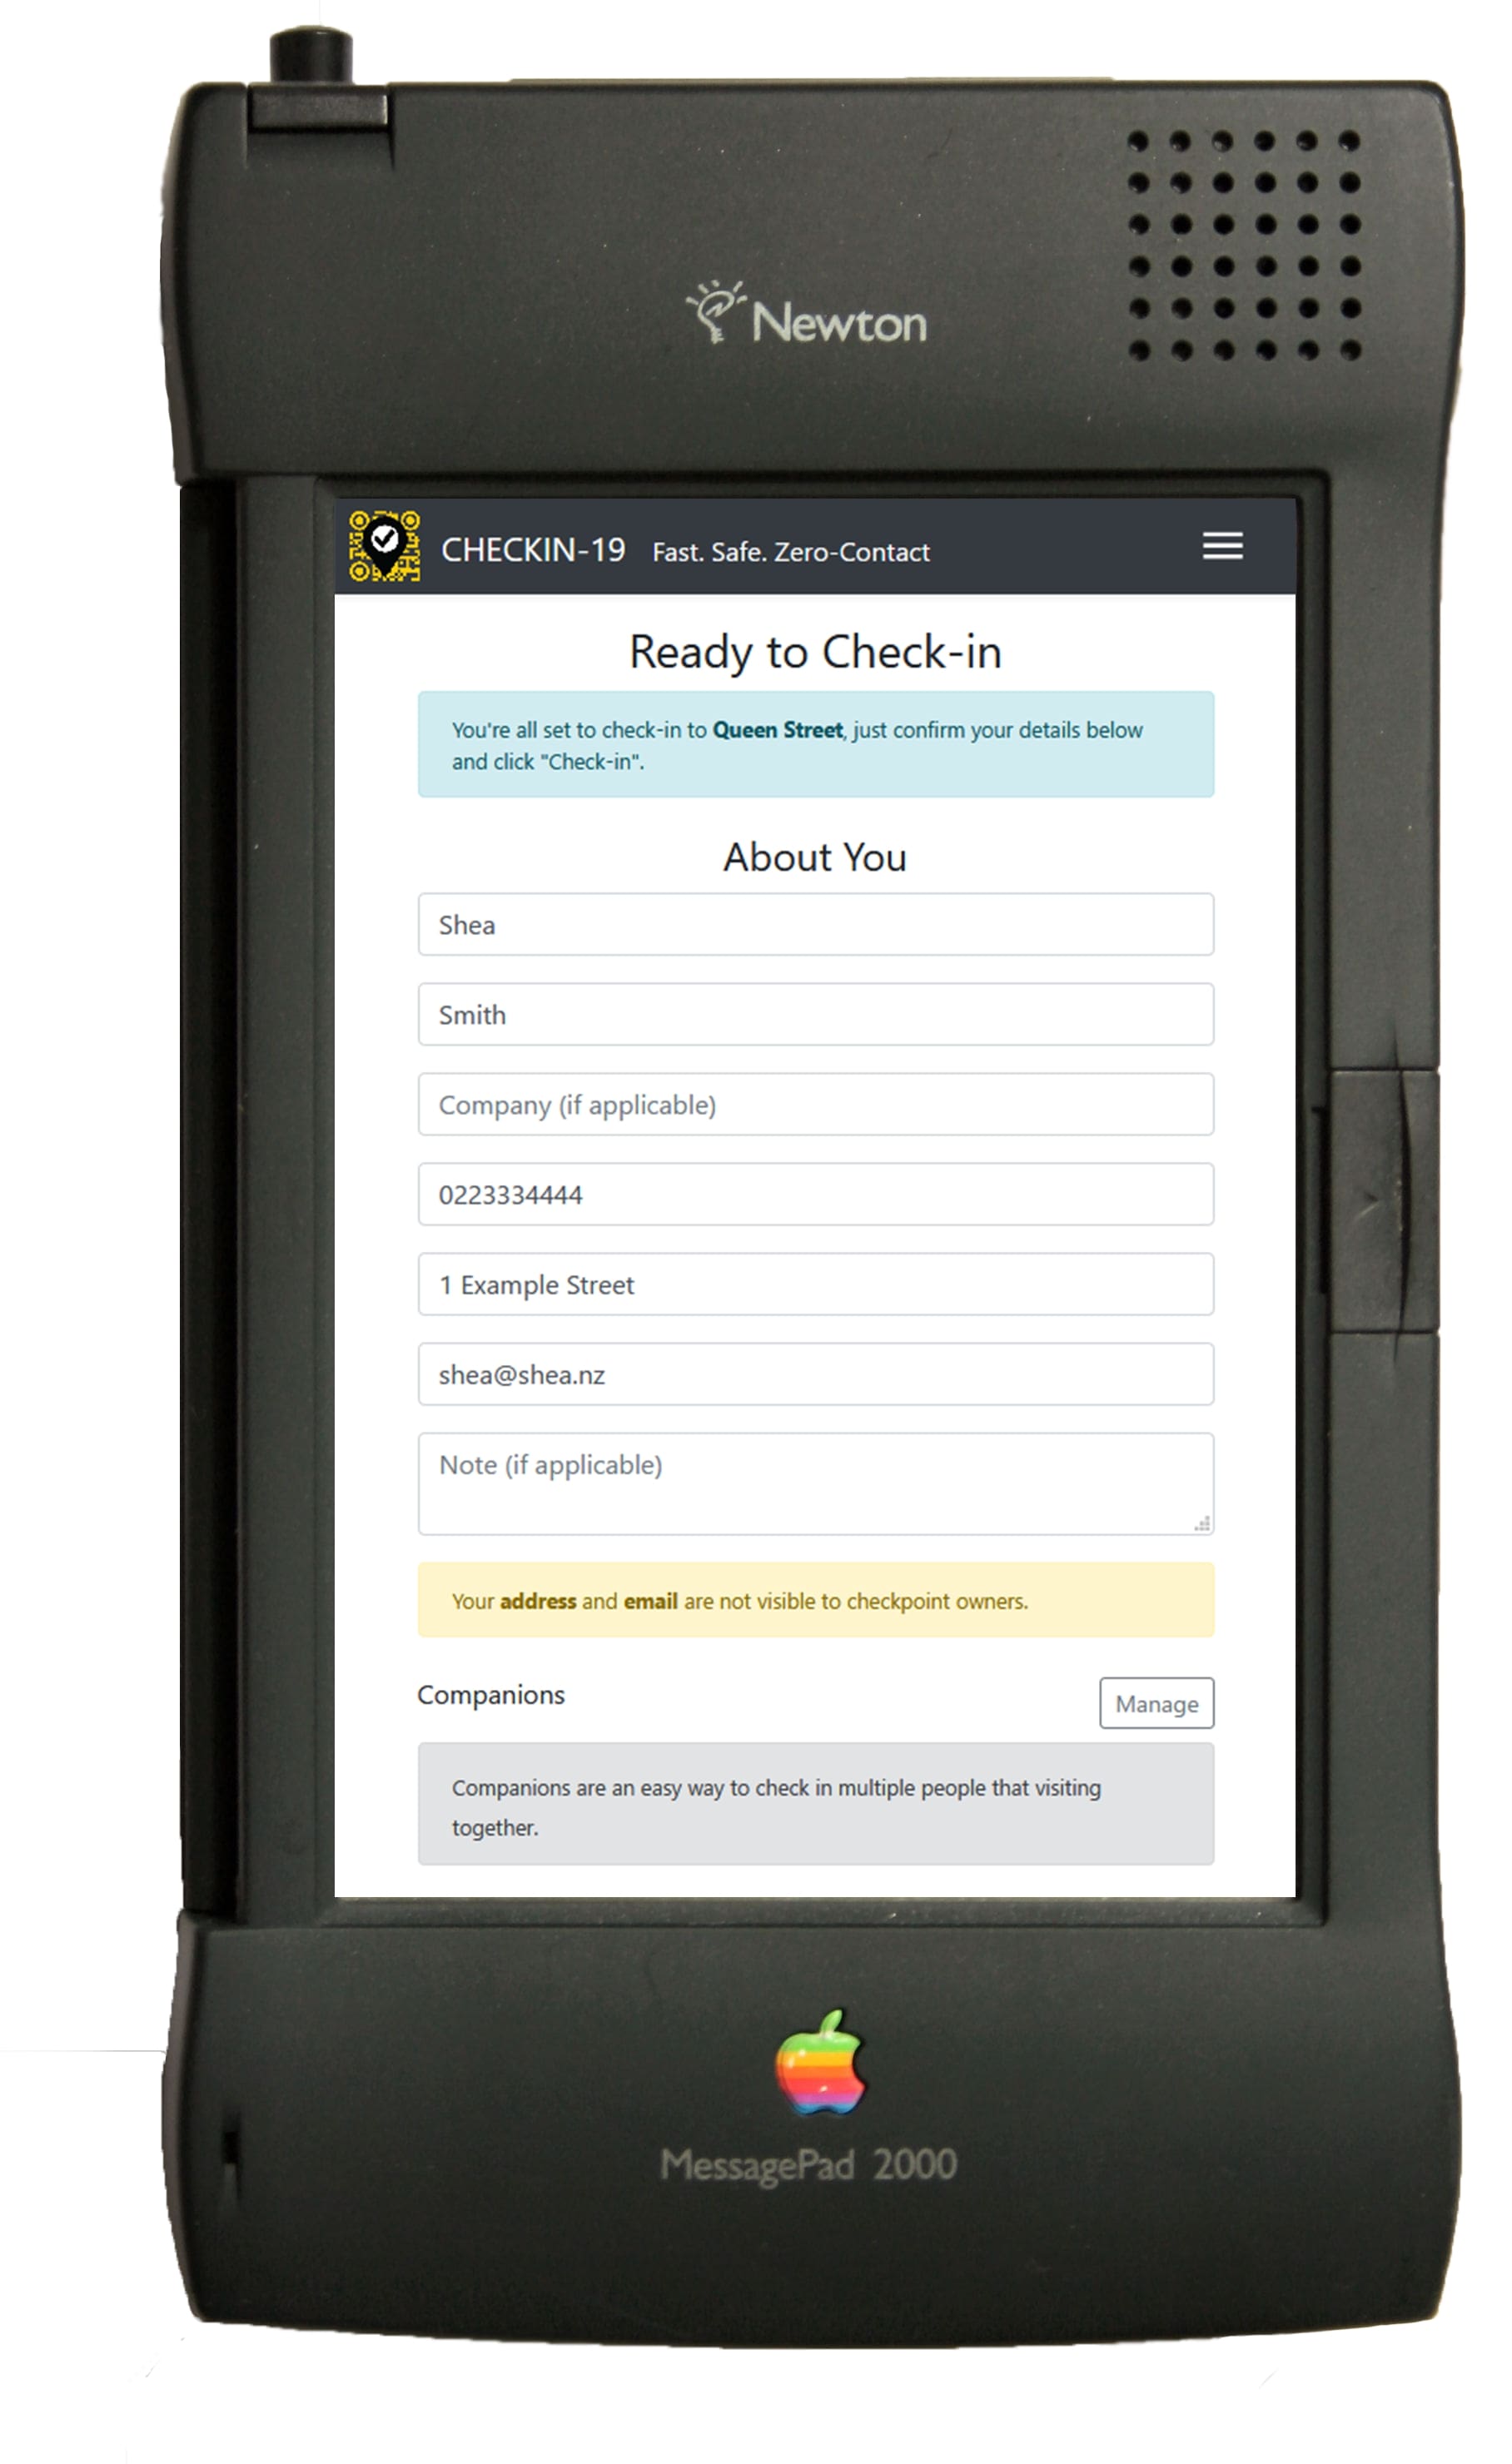 Newton
CHECKIN-19 Fast. Safe. Zero-Contact
Ready to Check-in
You're all set to check-in to Queen Street, just confirm your details below
and click "Check-in".
About You
Shea
Smith
Company (if applicable)
0223334444
1 Example Street
shea@shea.nz
Note (if applicable)
Your address and email are not visible to checkpoint owners.
Companions
Manage
Companions are an easy way to check in multiple people that visiting
together.
MessagePad 2000